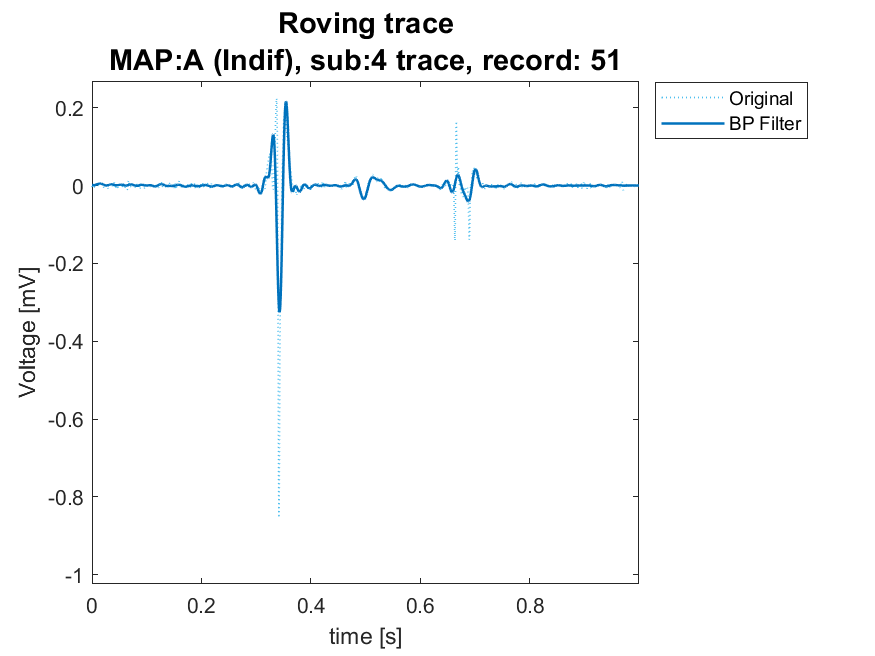 Roving trace
MAP:A (Indif), sub:4 trace, record: 51
Original
BP Filter
0.2
0
-0.2
-0.4
-0.6
-0.8
-1
Voltage [mV]
0
0.2
0.4
0.6
0.8
time [s]